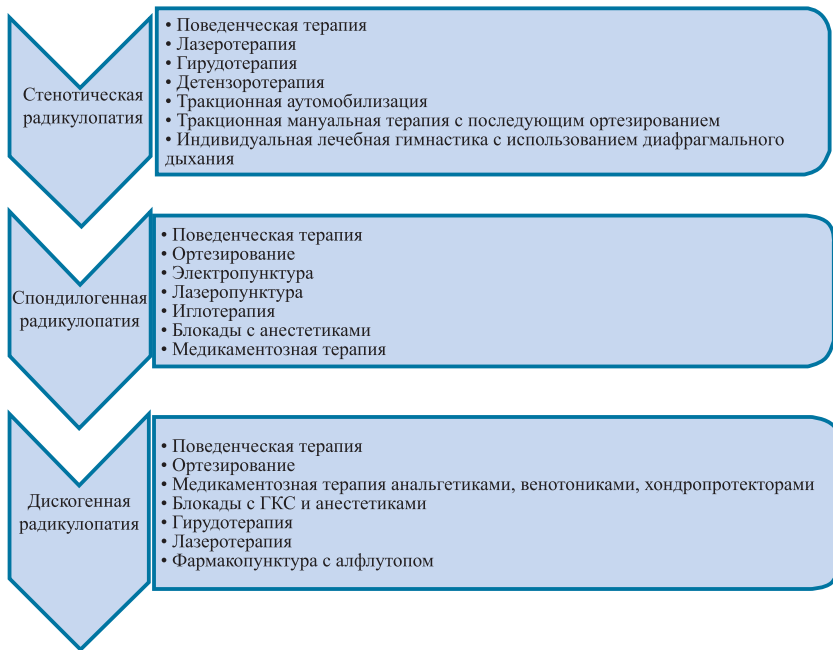 Стенотическая
радикулопатия
• Поведенческая терапия
• Лазеротерапия
• Гирудотерапия
• Детензоротерапия
• Тракционная аутомобилизация
• Тракционная мануальная терапия с последующим ортезированием
• Индивидуальная лечебная гимнастика с использованием диафрагмального
дыхания
Спондилогенная
радикулопатия
• Поведенческая терапия
• Ортезирование
• Электропунктура
• Лазеропунктура
• Иглотерапия
• Блокады с анестетиками
• Медикаментозная терапия
Дискогенная
радикулопатия
• Поведенческая терапия
• Ортезирование
• Медикаментозная терапия анальгетиками, венотониками, хондропротекторами
• Блокады с ГКС и анестетиками
• Гирудотерапия
• Лазеротерапия
• Фармакопунктура с алфлутопом